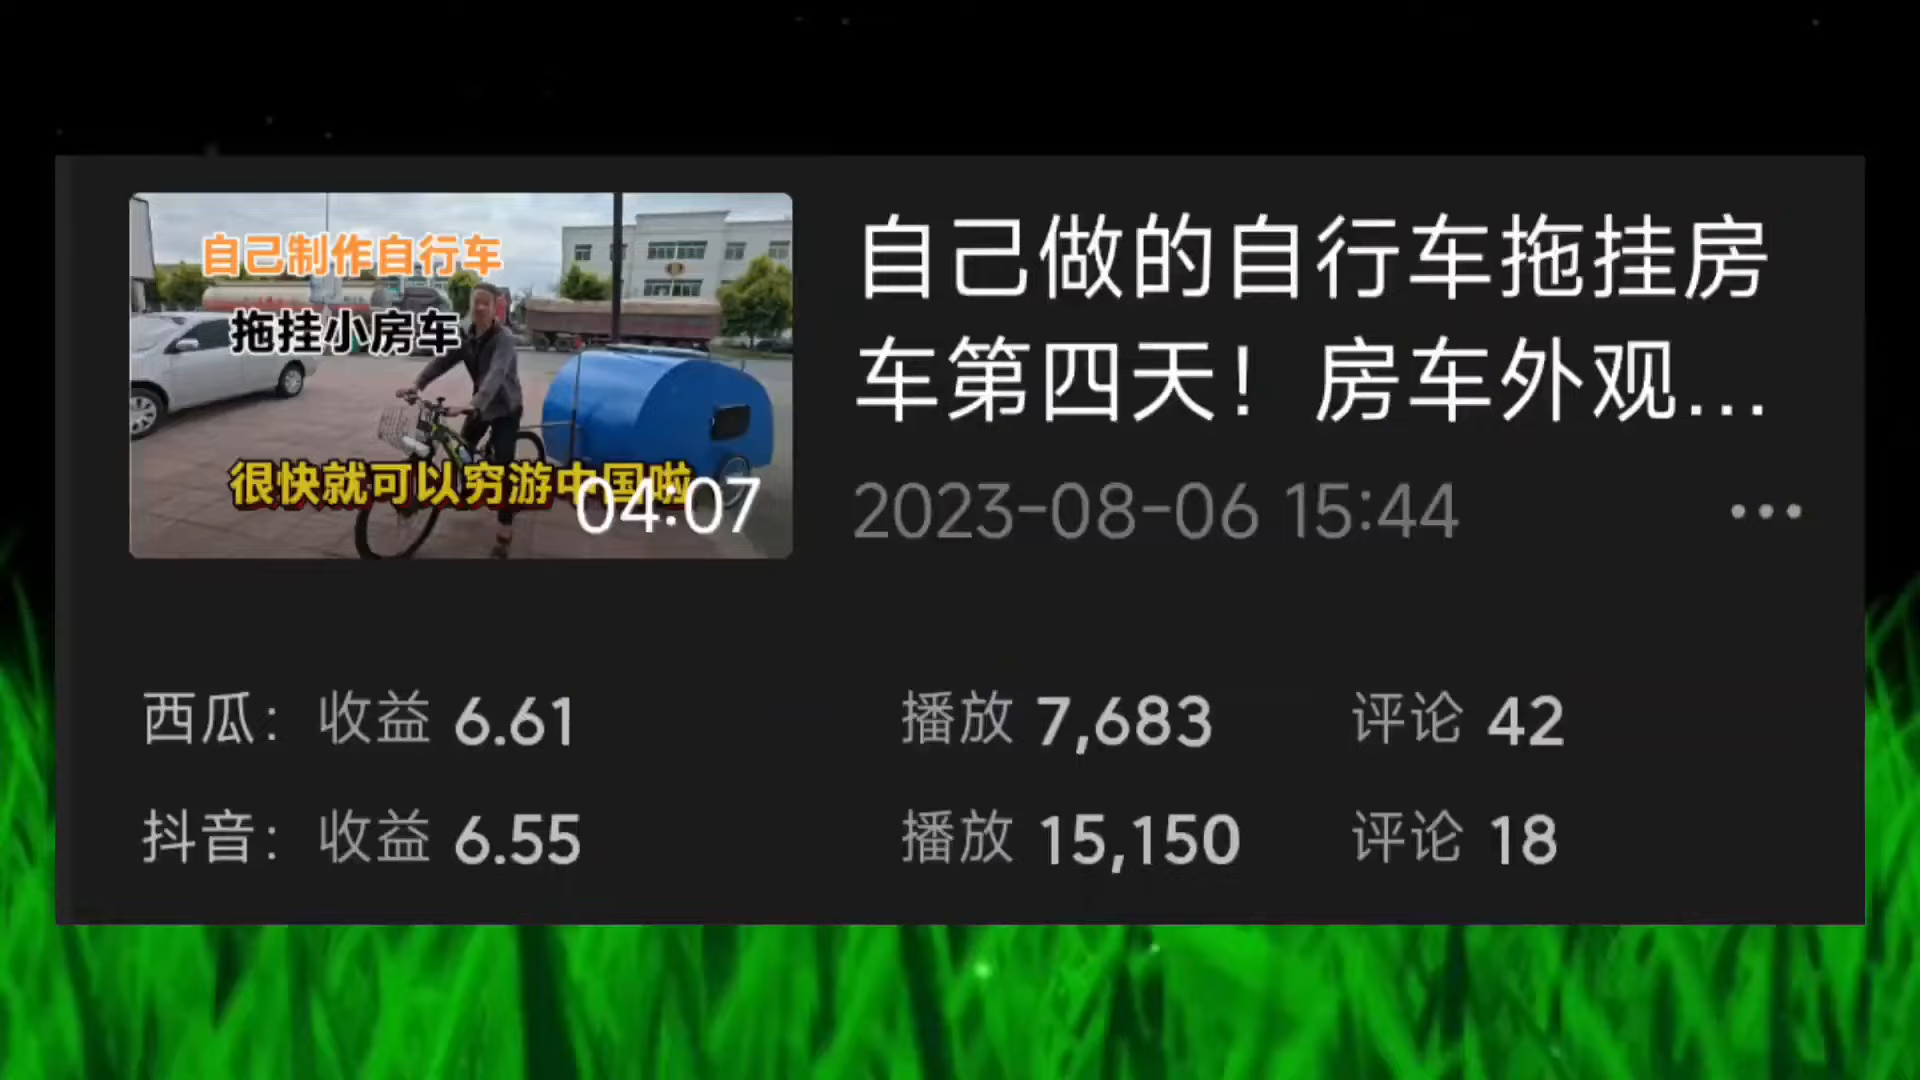 自己制作自行车
拖挂小房车
很快就可以穷游中国啦
04:07
自己做的自行车拖挂房
车第四天！房车外观...
2023-08-06 15:44
西瓜：收益 6.61 播放 7,683 评论 42
抖音：收益 6.55 播放 15,150 评论 18